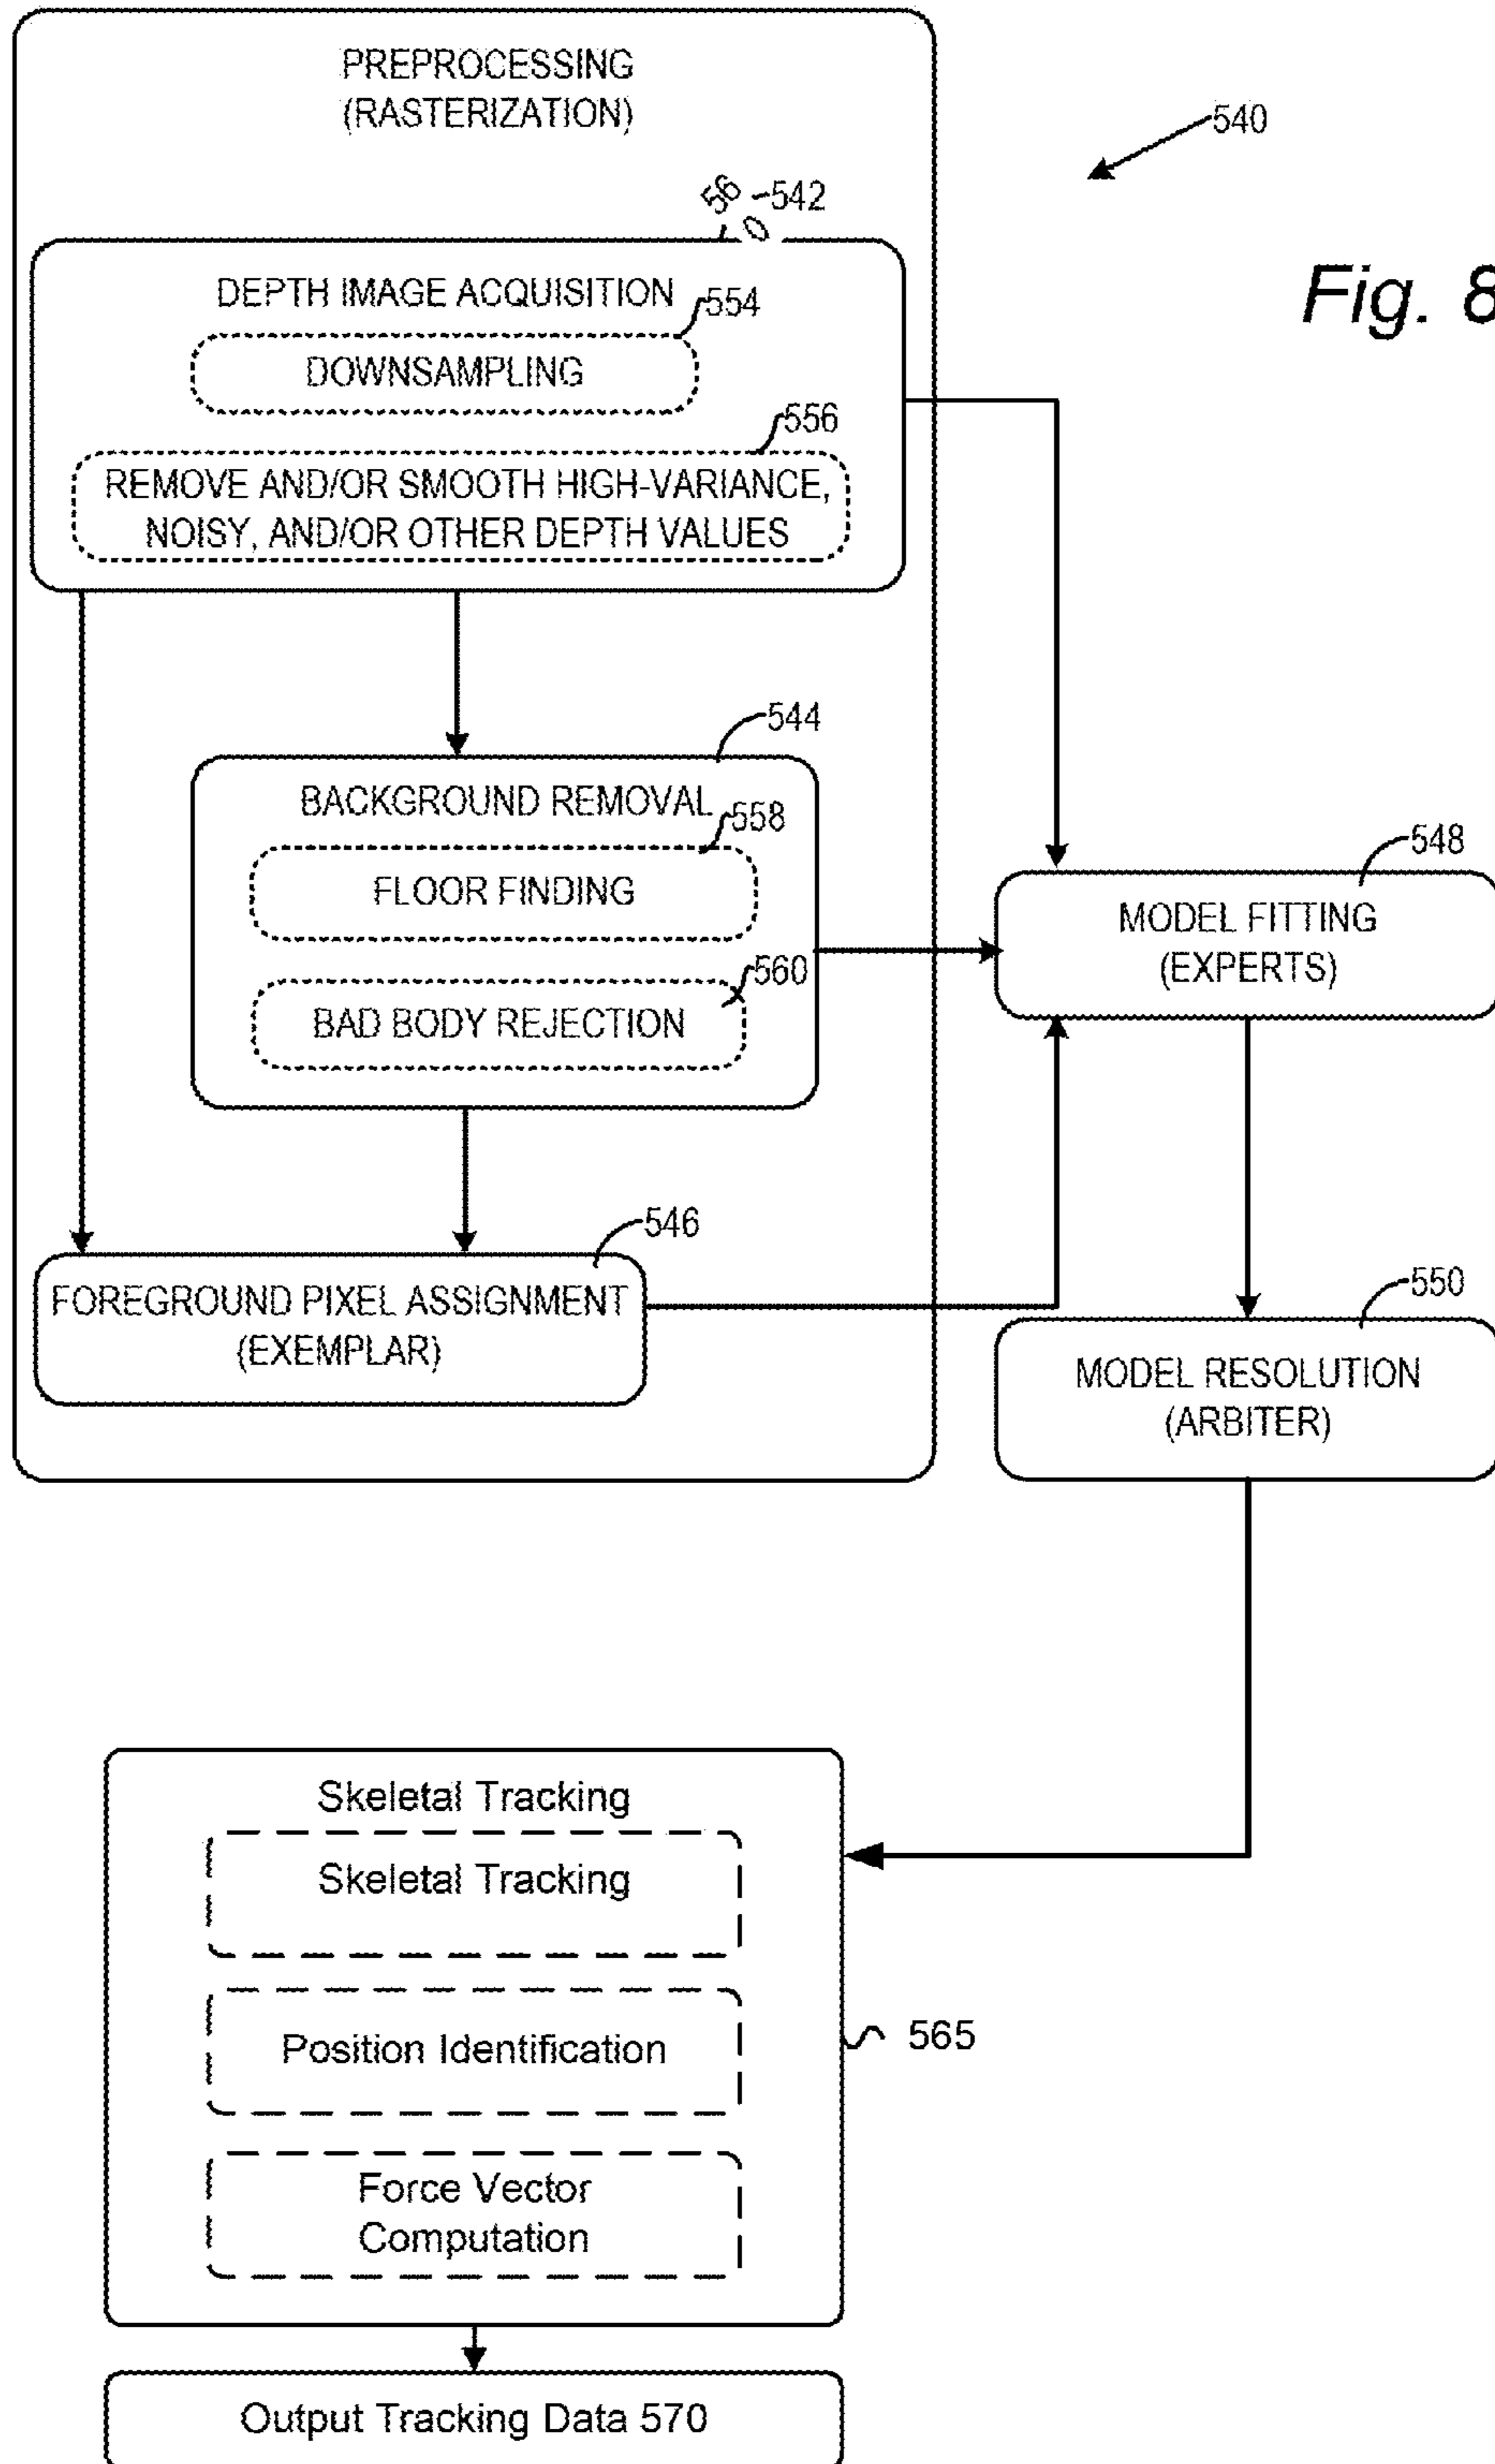 PREPROCESSING
(RASTERIZATION)
540
56
0
542
Fig. 8
DEPTH IMAGE ACQUISITION
554
DOWNSAMPLING
556
REMOVE AND/OR SMOOTH HIGH-VARIANCE,
NOISY, AND/OR OTHER DEPTH VALUES
544
BACKGROUND REMOVAL
558
FLOOR FINDING
560
BAD BODY REJECTION
548
MODEL FITTING
(EXPERTS)
546
FOREGROUND PIXEL ASSIGNMENT
(EXEMPLAR)
550
MODEL RESOLUTION
(ARBITER)
Skeletal Tracking
Skeletal Tracking
Position Identification
565
Force Vector
Computation
Output Tracking Data 570